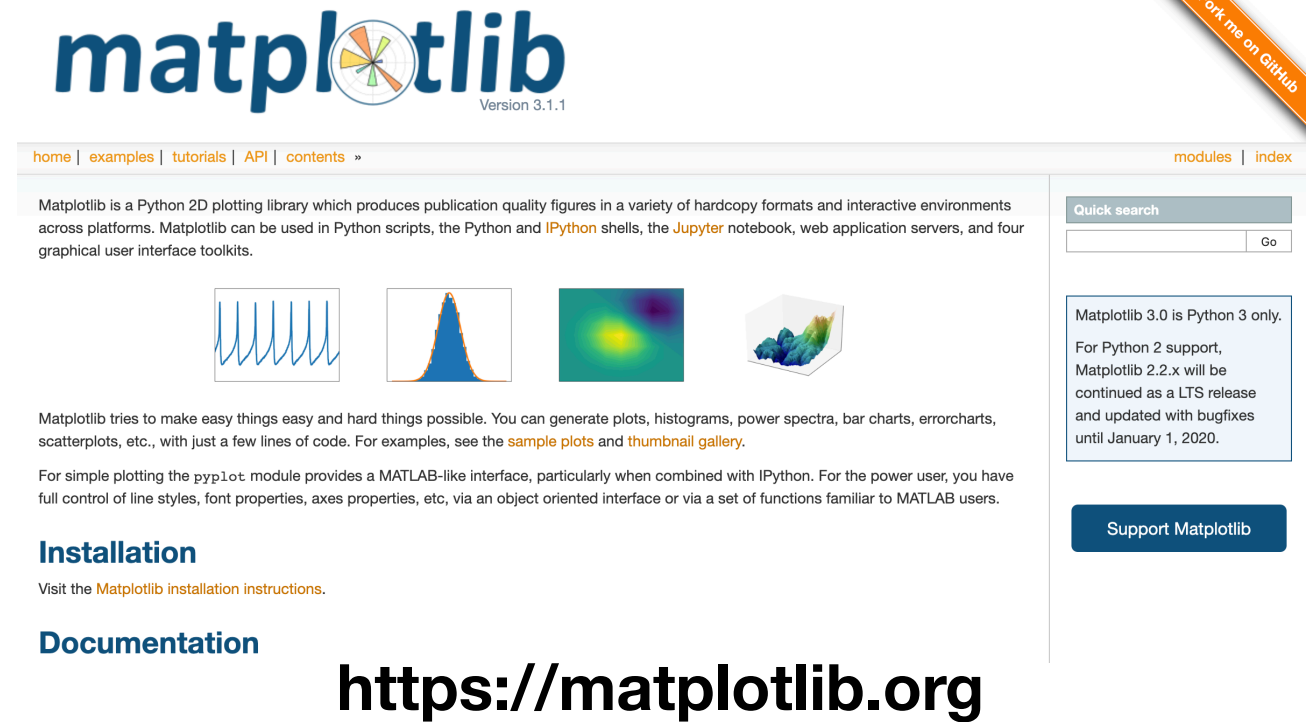 matplotlib
Version 3.1.1
ork me on GitHub
home | examples | tutorials | API | contents »
modules | index
Matplotlib is a Python 2D plotting library which produces publication quality figures in a variety of hardcopy formats and interactive environments
across platforms. Matplotlib can be used in Python scripts, the Python and IPython shells, the Jupyter notebook, web application servers, and four
graphical user interface toolkits.
Matplotlib tries to make easy things easy and hard things possible. You can generate plots, histograms, power spectra, bar charts, errorcharts,
scatterplots, etc., with just a few lines of code. For examples, see the sample plots and thumbnail gallery.
For simple plotting the pyplot module provides a MATLAB-like interface, particularly when combined with IPython. For the power user, you have
full control of line styles, font properties, axes properties, etc, via an object oriented interface or via a set of functions familiar to MATLAB users.
Installation
Visit the Matplotlib installation instructions.
Documentation
Quick search
Go
Matplotlib 3.0 is Python 3 only.
For Python 2 support,
Matplotlib 2.2.x will be
continued as a LTS release
and updated with bugfixes
until January 1, 2020.
Support Matplotlib
https://matplotlib.org